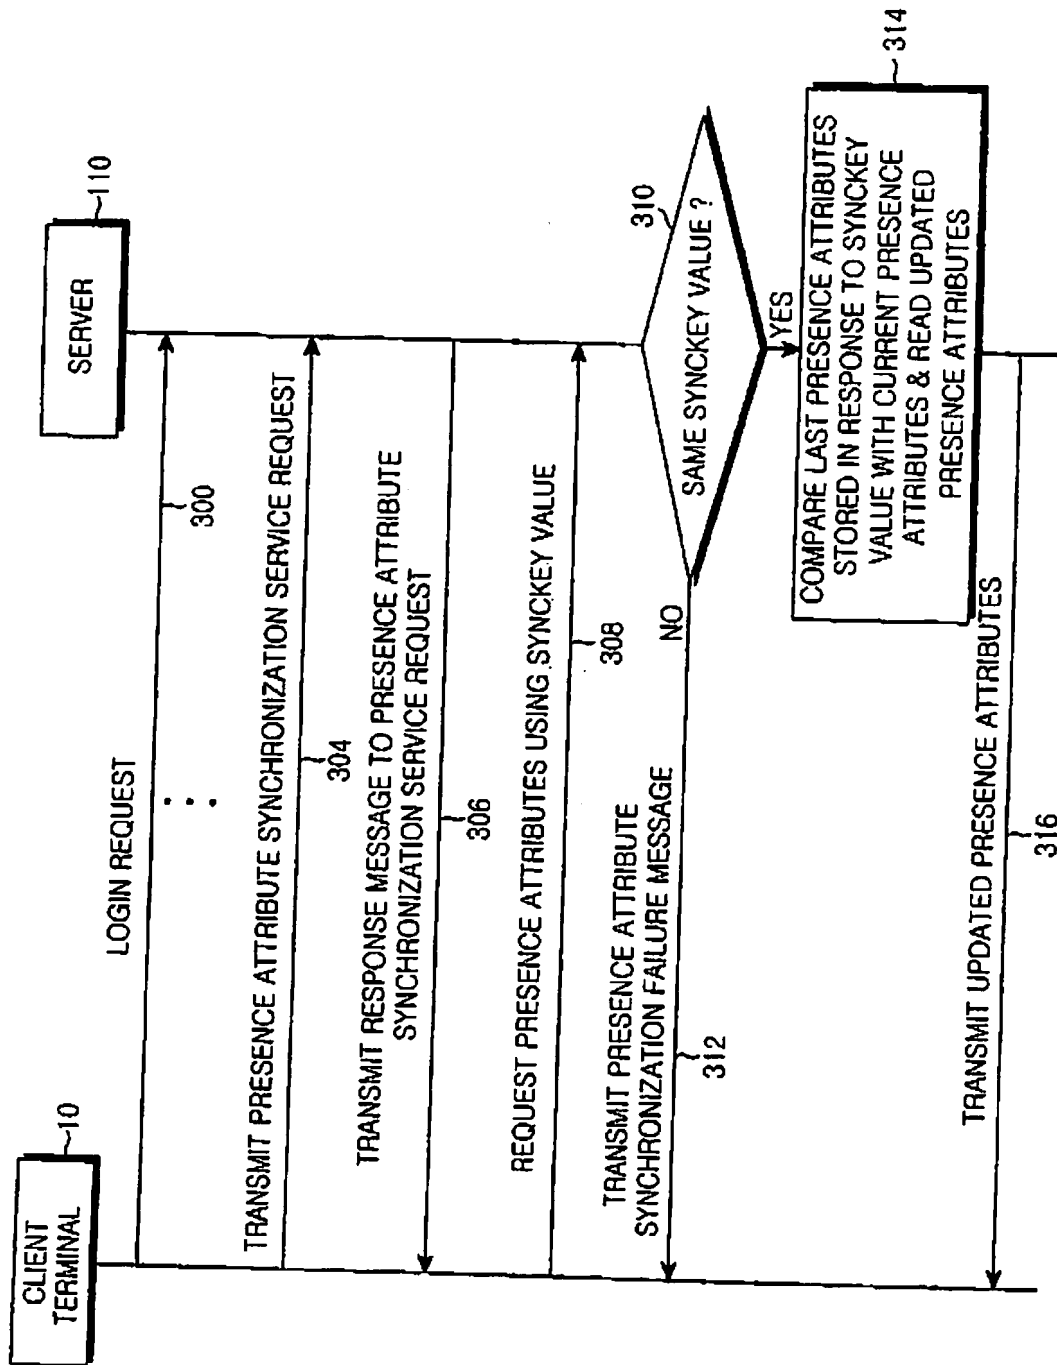 CLIENT
TERMINAL
10
SERVER
110
LOGIN REQUEST
300
TRANSMIT PRESENCE ATTRIBUTE SYNCHRONIZATION SERVICE REQUEST
304
TRANSMIT RESPONSE MESSAGE TO PRESENCE ATTRIBUTE
SYNCHRONIZATION SERVICE REQUEST
306
REQUEST PRESENCE ATTRIBUTES USING SYNCKEY VALUE
308
310
SAME SYNCKEY VALUE ?
NO
TRANSMIT PRESENCE ATTRIBUTE
SYNCHRONIZATION FAILURE MESSAGE
312
YES
314
COMPARE LAST PRESENCE ATTRIBUTES
STORED IN RESPONSE TO SYNCKEY
VALUE WITH CURRENT PRESENCE
ATTRIBUTES & READ UPDATED
PRESENCE ATTRIBUTES
TRANSMIT UPDATED PRESENCE ATTRIBUTES
316